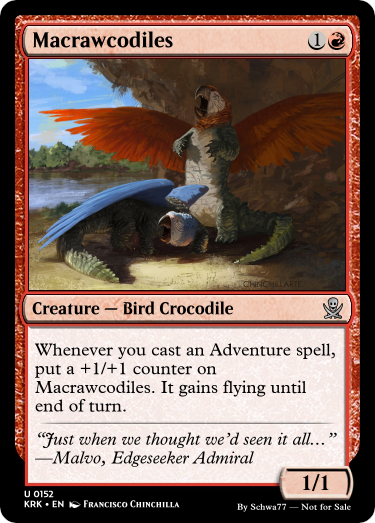 Macrawcodiles 1
CHINCHILLARTE
Creature — Bird Crocodile
Whenever you cast an Adventure spell,
put a +1/+1 counter on
Macrawcodiles. It gains flying until
end of turn.
“Just when we thought we’d seen it all…”
—Malvo, Edgeseeker Admiral
1/1
U 0152
KRK • EN Francisco Chinchilla
By Schwa77 — Not for Sale